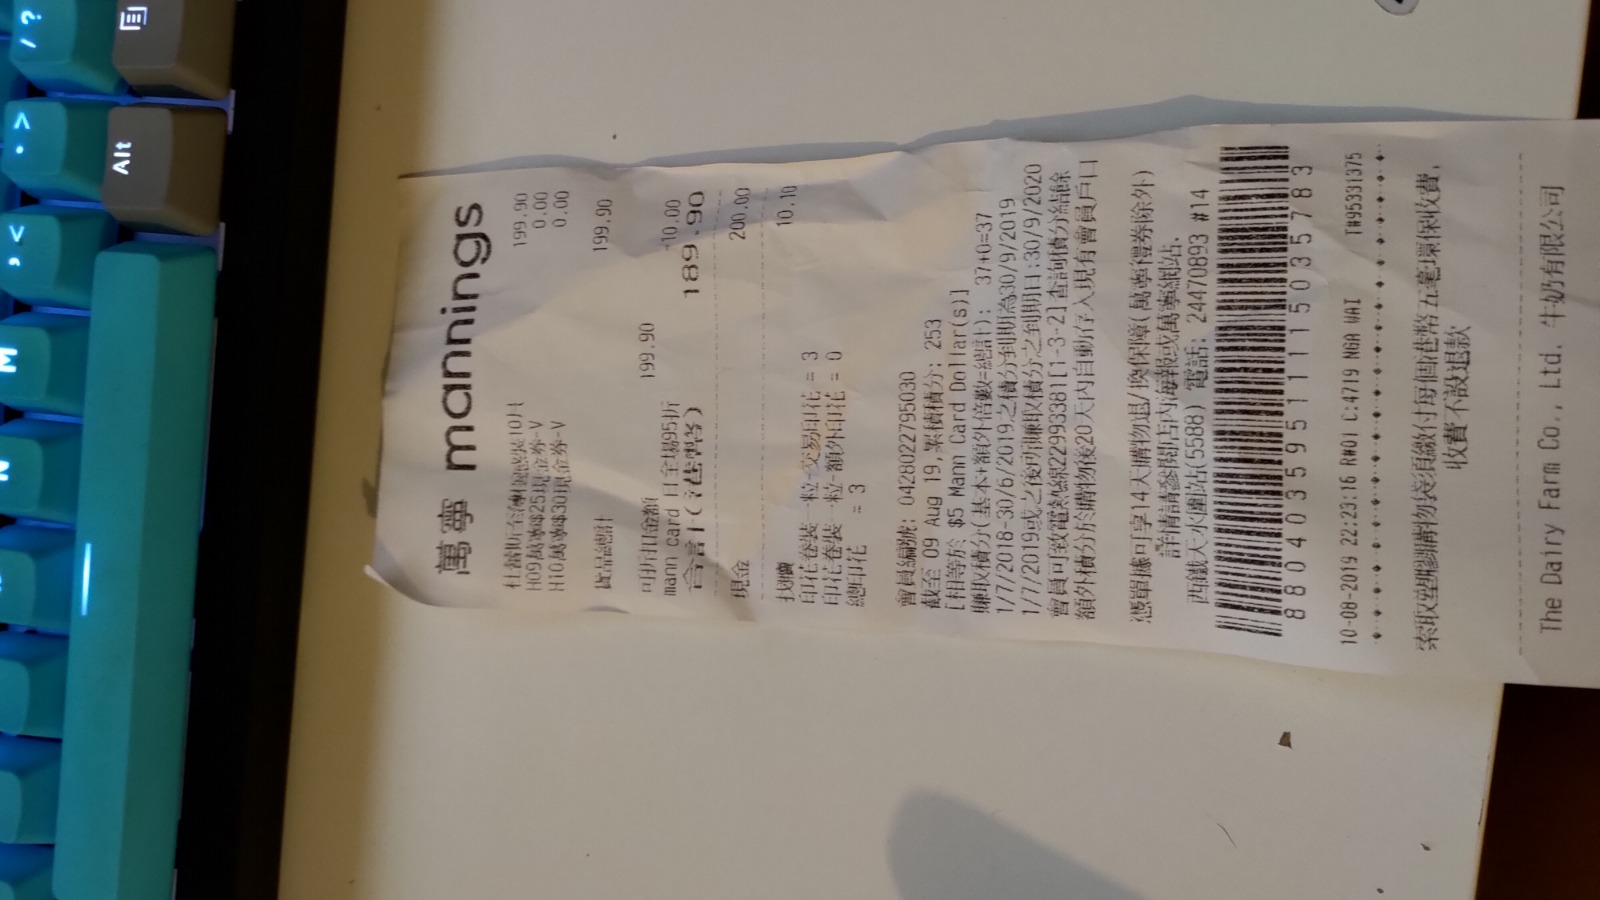 N M , < . > / ?
Alt
萬寧 mannings
杜蕾斯至薄幻隱感裝10片 199.90
H09萬寧$25現金券-V 0.00
H10萬寧$30現金券-V 0.00
貨品總計 199.90
可折扣金額 199.90
mann card 日全場95折 -10.00
合計(港幣) 189.90
現金 200.00
找贖 10.10
印花卷裝一粒-交易印花 = 3
印花卷裝一粒-額外印花 = 0
總印花 = 3
會員編號: 0428022795030
截至 09 Aug 19,累積積分: 253
[相等於 $5 Mann Card Dollar(s)]
賺取積分(基本+額外倍數=總計): 37+0=37
1/7/2018-30/6/2019之積分到期為30/9/2019
1/7/2019或之後所賺取積分之到期日:30/9/2020
會員可致電熱線22993381[1-3-2]查詢積分結餘
額外積分於購物後20天內自動存入現有會員戶口
憑單據可享14天購物退/換保障(萬寧禮券除外)
詳情請參閱店內海報或萬寧網站.
西鐵天水圍站(5588) 電話: 24470893 #14
8804035951111503 5783
10-08-2019 22:23:16 R#01 C:4719 NGA WAI T#95331375
索取塑膠購物袋須繳付每個港幣五毫環保收費,
收費不設退款
The Dairy Farm Co., Ltd. 牛奶有限公司